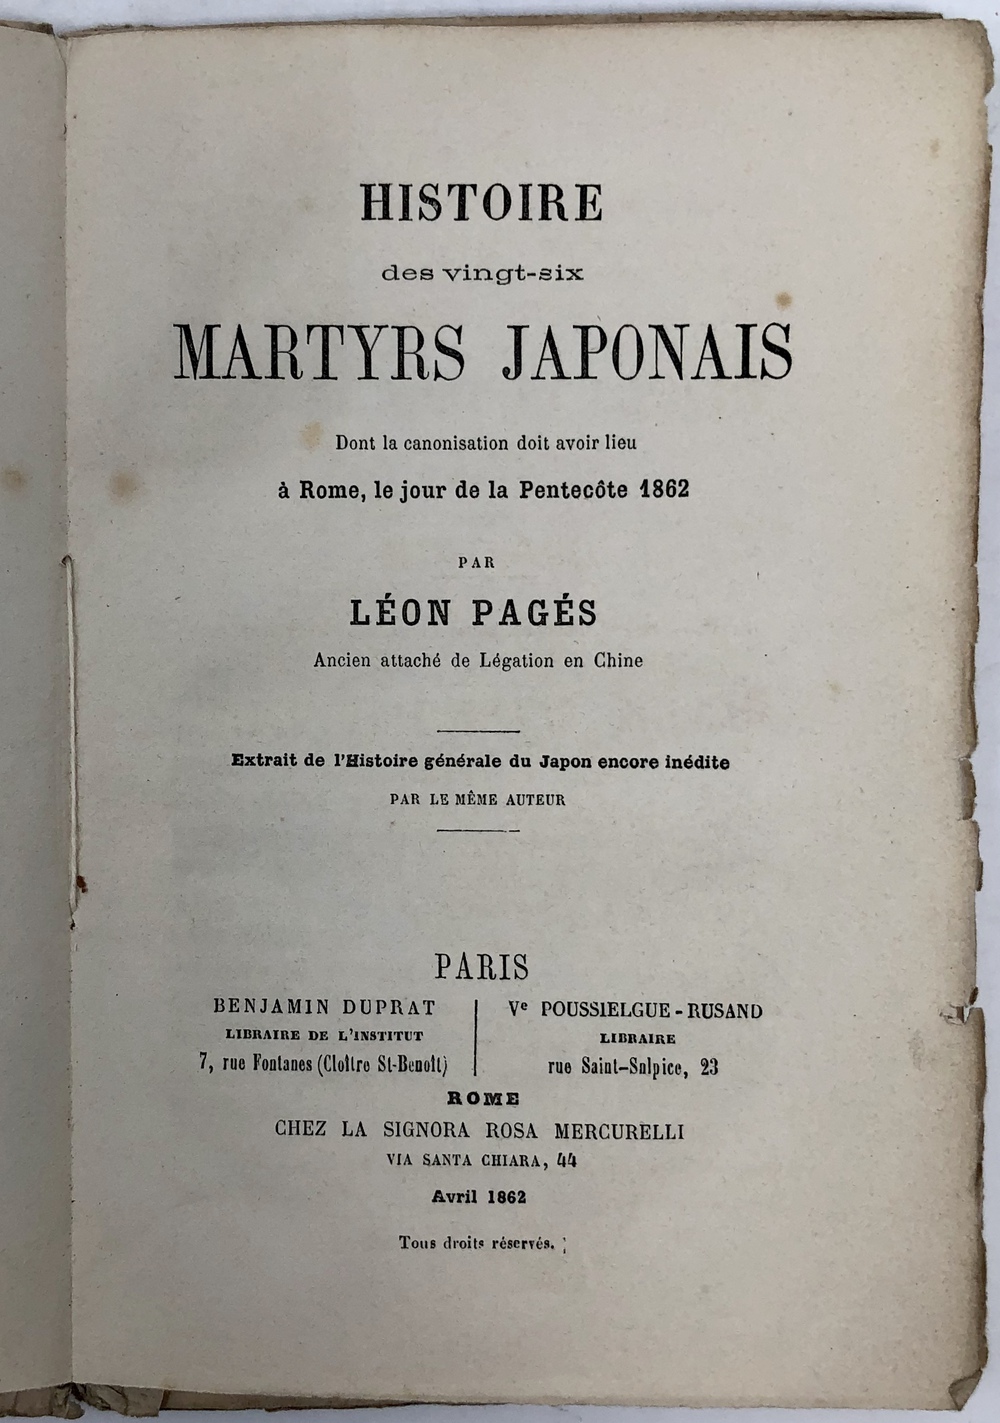 HISTOIRE
des vingt-six
MARTYRS JAPONAIS
Dont la canonisation doit avoir lieu
à Rome, le jour de la Pentecôte 1862
PAR
LÉON PAGÉS
Ancien attaché de Légation en Chine
Extrait de l'Histoire générale du Japon encore inédite
PAR LE MÊME AUTEUR
PARIS
BENJAMIN DUPRAT
LIBRAIRE DE L'INSTITUT
7, rue Fontanes (Cloître St-Benoît)
Ve POUSSIELGUE-RUSAND
LIBRAIRE
rue Saint-Sulpice, 23
ROME
CHEZ LA SIGNORA ROSA MERCURELLI
VIA SANTA CHIARA, 44
Avril 1862
Tous droits réservés.